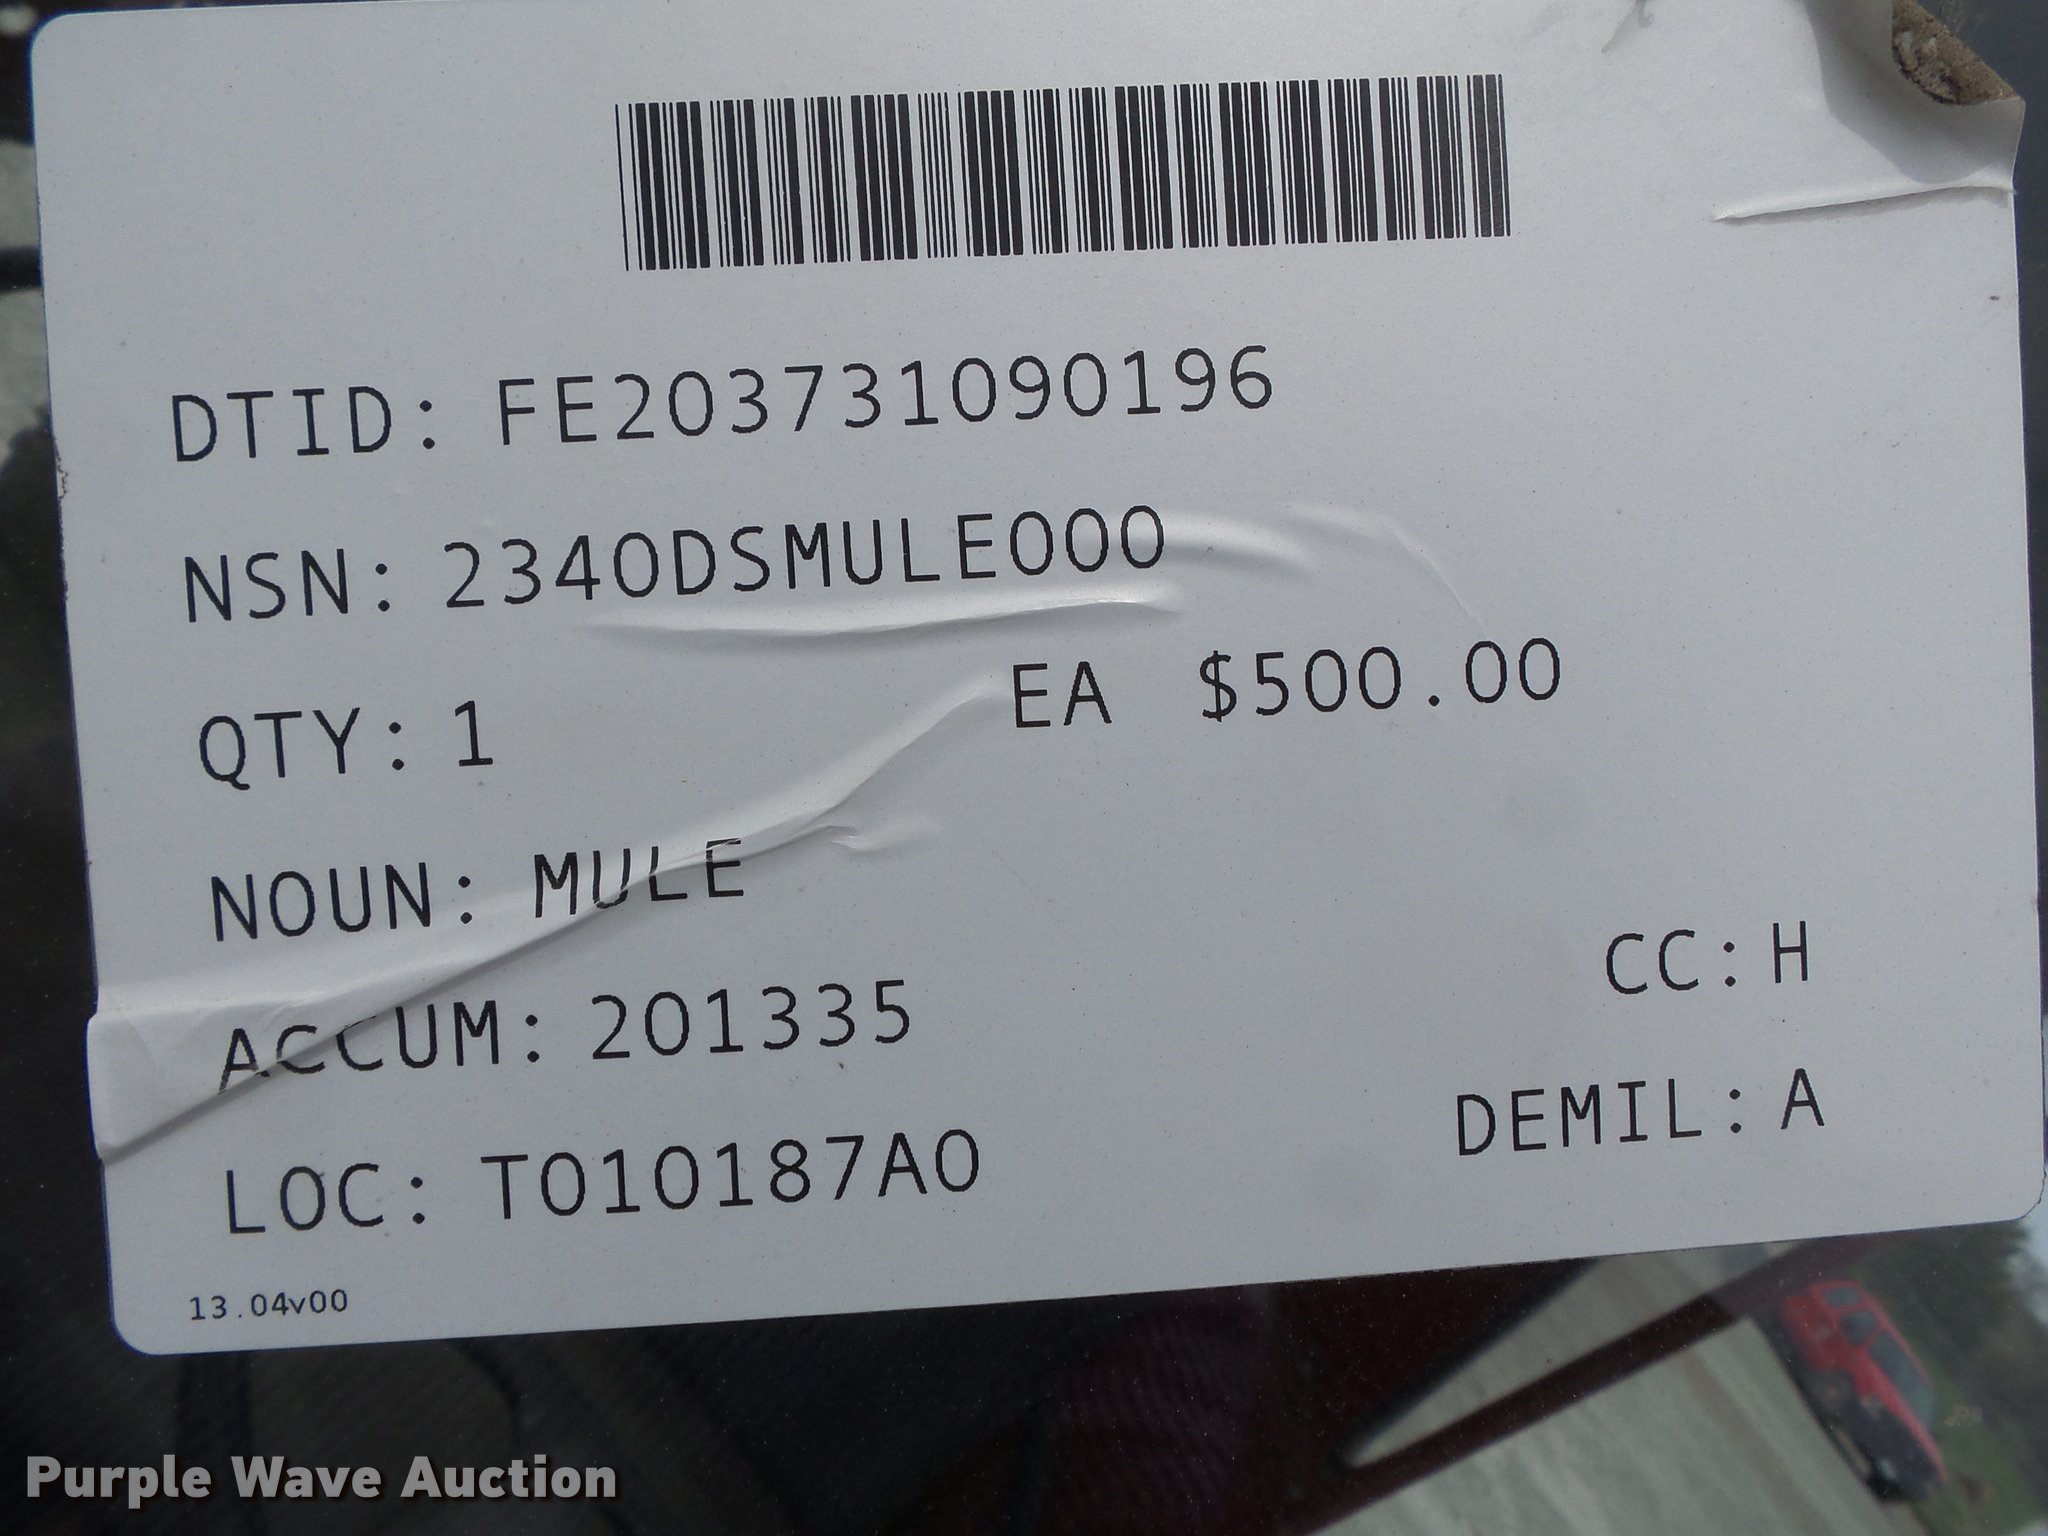 DTID: FE203731090196
NSN: 2340DSMULE000
QTY: 1 EA $500.00
NOUN: MULE
ACCUM: 201335 CC: H
LOC: T010187A0 DEMIL: A
13.04v00
Purple Wave Auction